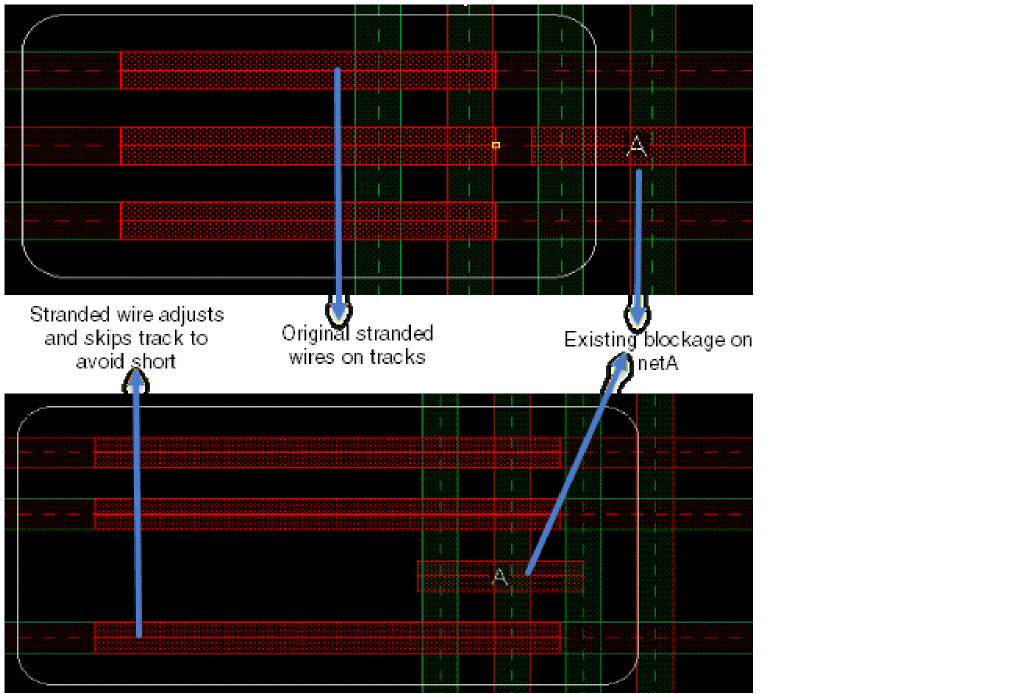 A
Stranded wire adjusts
and skips track to
avoid short
Original stranded
wires on tracks
Existing blockage on
netA
A